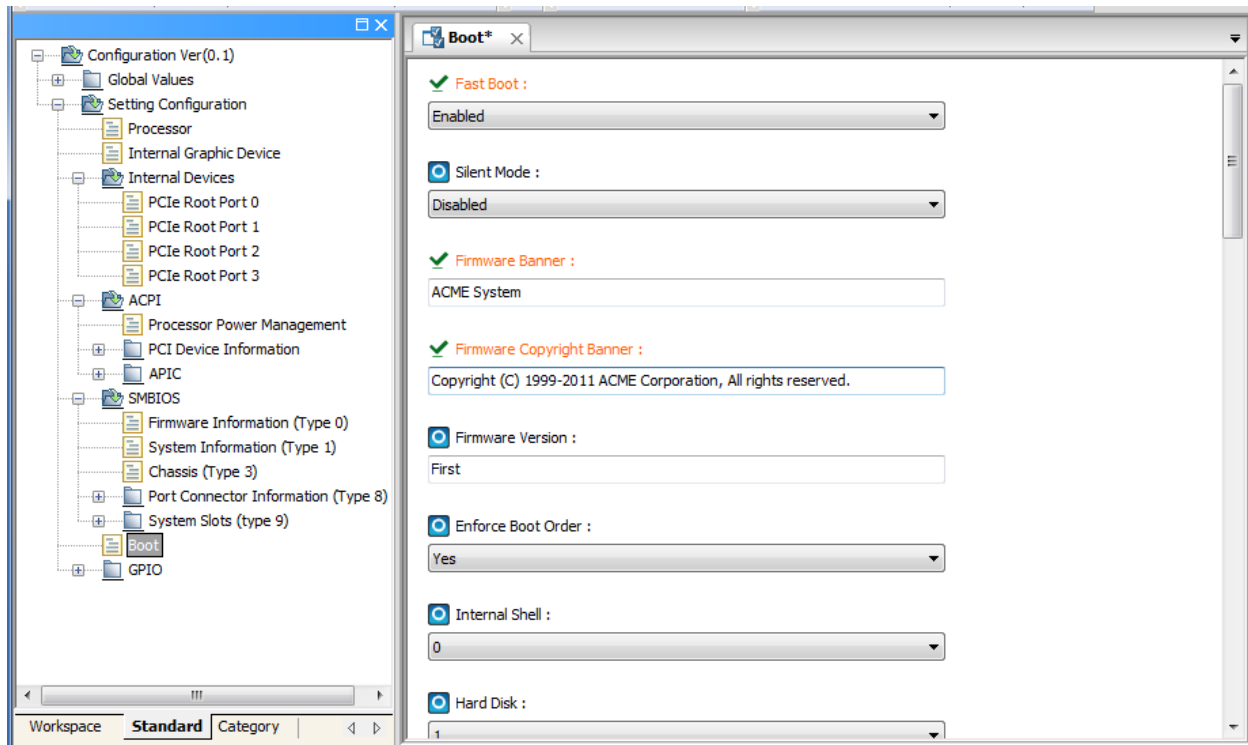 Configuration Ver(0.1)
Global Values
Setting Configuration
Processor
Internal Graphic Device
Internal Devices
PCIe Root Port 0
PCIe Root Port 1
PCIe Root Port 2
PCIe Root Port 3
ACPI
Processor Power Management
PCI Device Information
APIC
SMBIOS
Firmware Information (Type 0)
System Information (Type 1)
Chassis (Type 3)
Port Connector Information (Type 8)
System Slots (type 9)
Boot
GPIO
Workspace Standard Category
Boot*
Fast Boot :
Enabled
Silent Mode :
Disabled
Firmware Banner :
ACME System
Firmware Copyright Banner :
Copyright (C) 1999-2011 ACME Corporation, All rights reserved.
Firmware Version :
First
Enforce Boot Order :
Yes
Internal Shell :
0
Hard Disk :
1